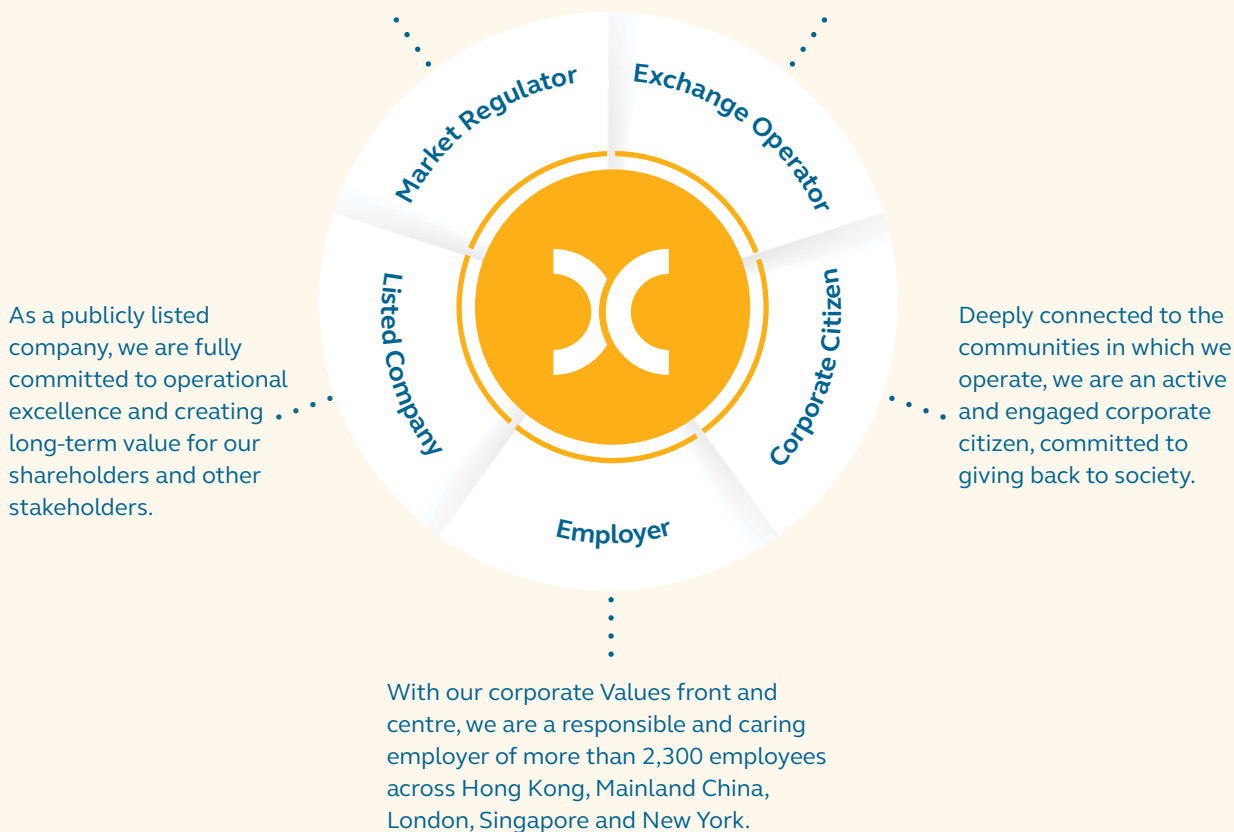 Market Regulator
Exchange Operator
Listed Company
Corporate Citizen
Employer
As a publicly listed
company, we are fully
committed to operational
excellence and creating
long-term value for our
shareholders and other
stakeholders.
Deeply connected to the
communities in which we
operate, we are an active
and engaged corporate
citizen, committed to
giving back to society.
With our corporate Values front and
centre, we are a responsible and caring
employer of more than 2,300 employees
across Hong Kong, Mainland China,
London, Singapore and New York.